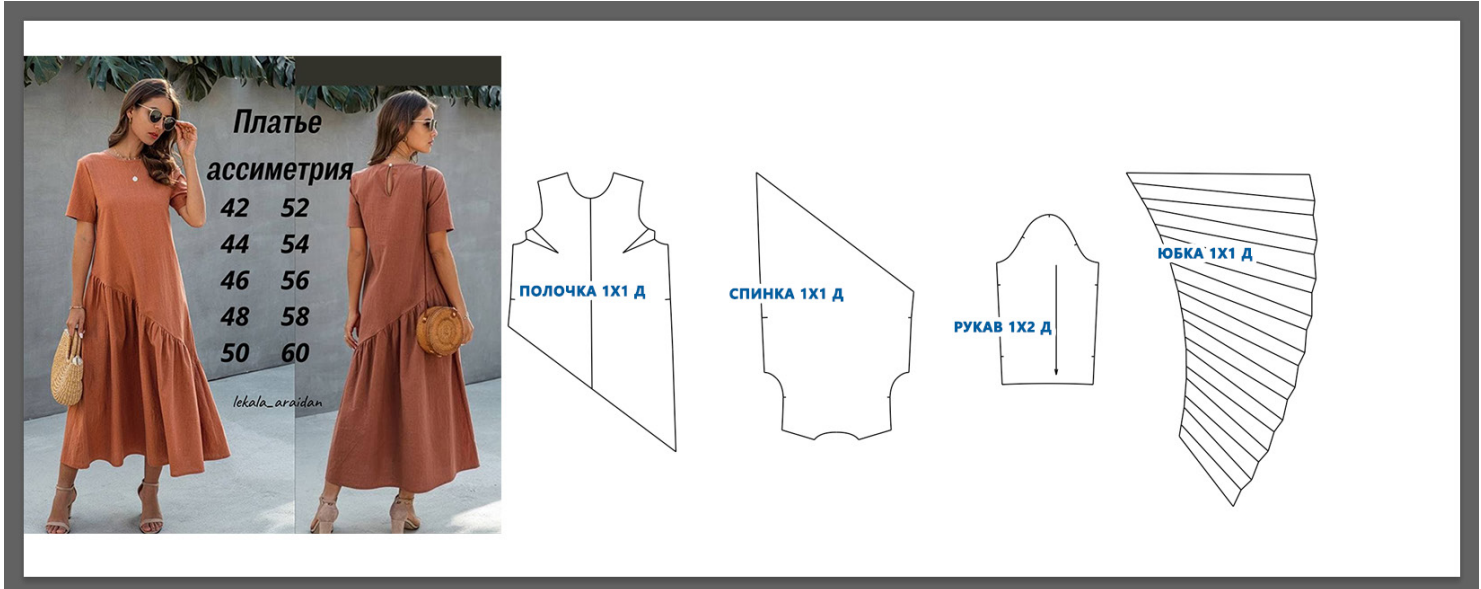 Платье
ассиметрия
42 52
44 54
46 56
48 58
50 60
lekala_araidan
ПОЛОЧКА 1Х1 Д
СПИНКА 1Х1 Д
РУКАВ 1Х2 Д
ЮБКА 1Х1 Д